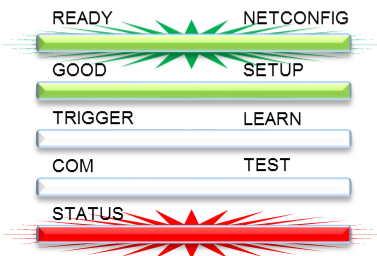 READY NETCONFIG
GOOD SETUP
TRIGGER LEARN
COM TEST
STATUS